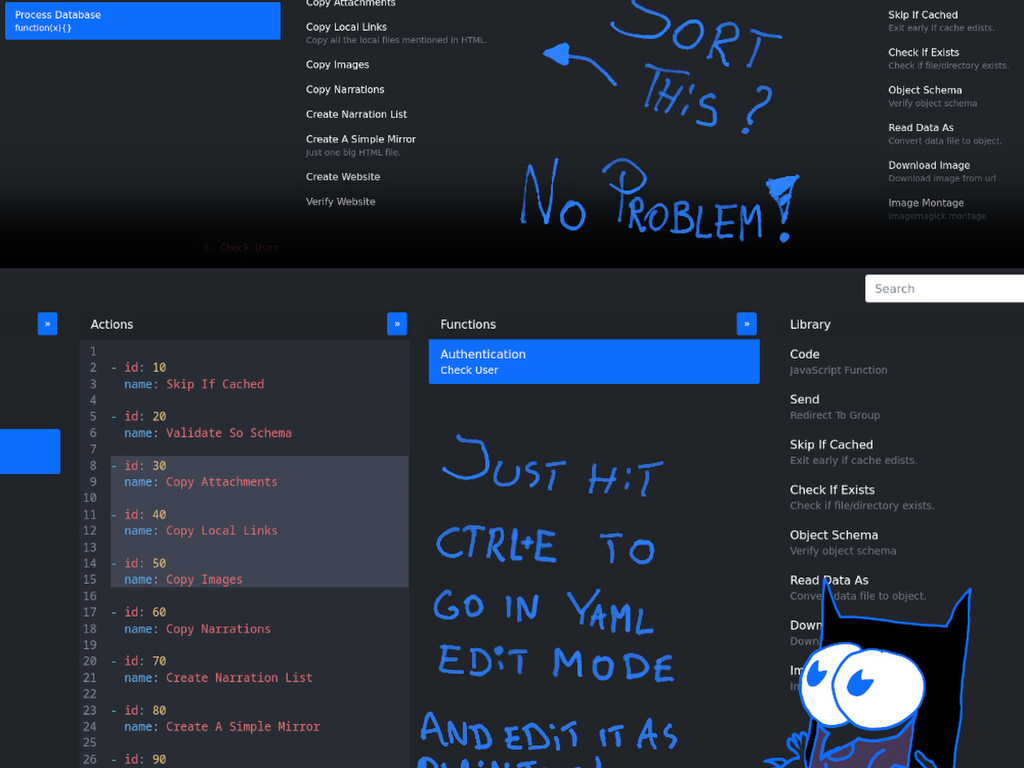 Process Database
function(x){}
Copy Attachments
Copy Local Links
Copy all the local files mentioned in HTML.
Copy Images
Copy Narrations
Create Narration List
Create A Simple Mirror
Just one big HTML file.
Create Website
Verify Website
SORT
THIS?
NO PROBLEM!
Skip If Cached
Exit early if cache edists.
Check If Exists
Check if file/directory exists.
Object Schema
Verify object schema
Read Data As
Convert data file to object.
Download Image
Download image from url
Image Montage
Imagemagick montage
1 Check User
Search
»
Actions
»
1
2 - id: 10
3 name: Skip If Cached
4
5 - id: 20
6 name: Validate So Schema
7
8 - id: 30
9 name: Copy Attachments
10
11 - id: 40
12 name: Copy Local Links
13
14 - id: 50
15 name: Copy Images
16
17 - id: 60
18 name: Copy Narrations
19
20 - id: 70
21 name: Create Narration List
22
23 - id: 80
24 name: Create A Simple Mirror
25
26 - id: 90
Functions
»
Authentication
Check User
JUST HIT
CTRL+E TO
GO IN YAML
EDIT MODE
AND EDIT IT AS
Library
Code
JavaScript Function
Send
Redirect To Group
Skip If Cached
Exit early if cache edists.
Check If Exists
Check if file/directory exists.
Object Schema
Verify object schema
Read Data As
data file to object.